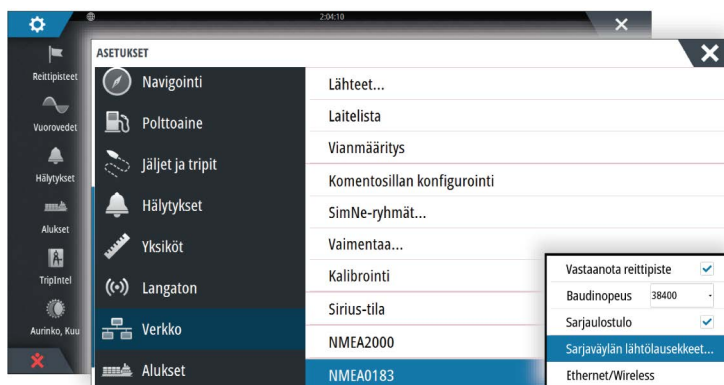 2:04:10
Reittipisteet
Vuorovedet
Hälytykset
Alukset
TripIntel
Aurinko, Kuu
ASETUKSET
Navigointi
Polttoaine
Jäljet ja tripit
Hälytykset
Yksiköt
Langaton
Verkko
Alukset
Lähteet...
Laitelista
Vianmääritys
Komentosillan konfigurointi
SimNe-ryhmät...
Vaimentaa...
Kalibrointi
Sirius-tila
NMEA2000
NMEA0183
Vastaanota reittipiste
Baudinopeus 38400
Sarjaulostulo
Sarjaväylän lähtölausekkeet...
Ethernet/Wireless